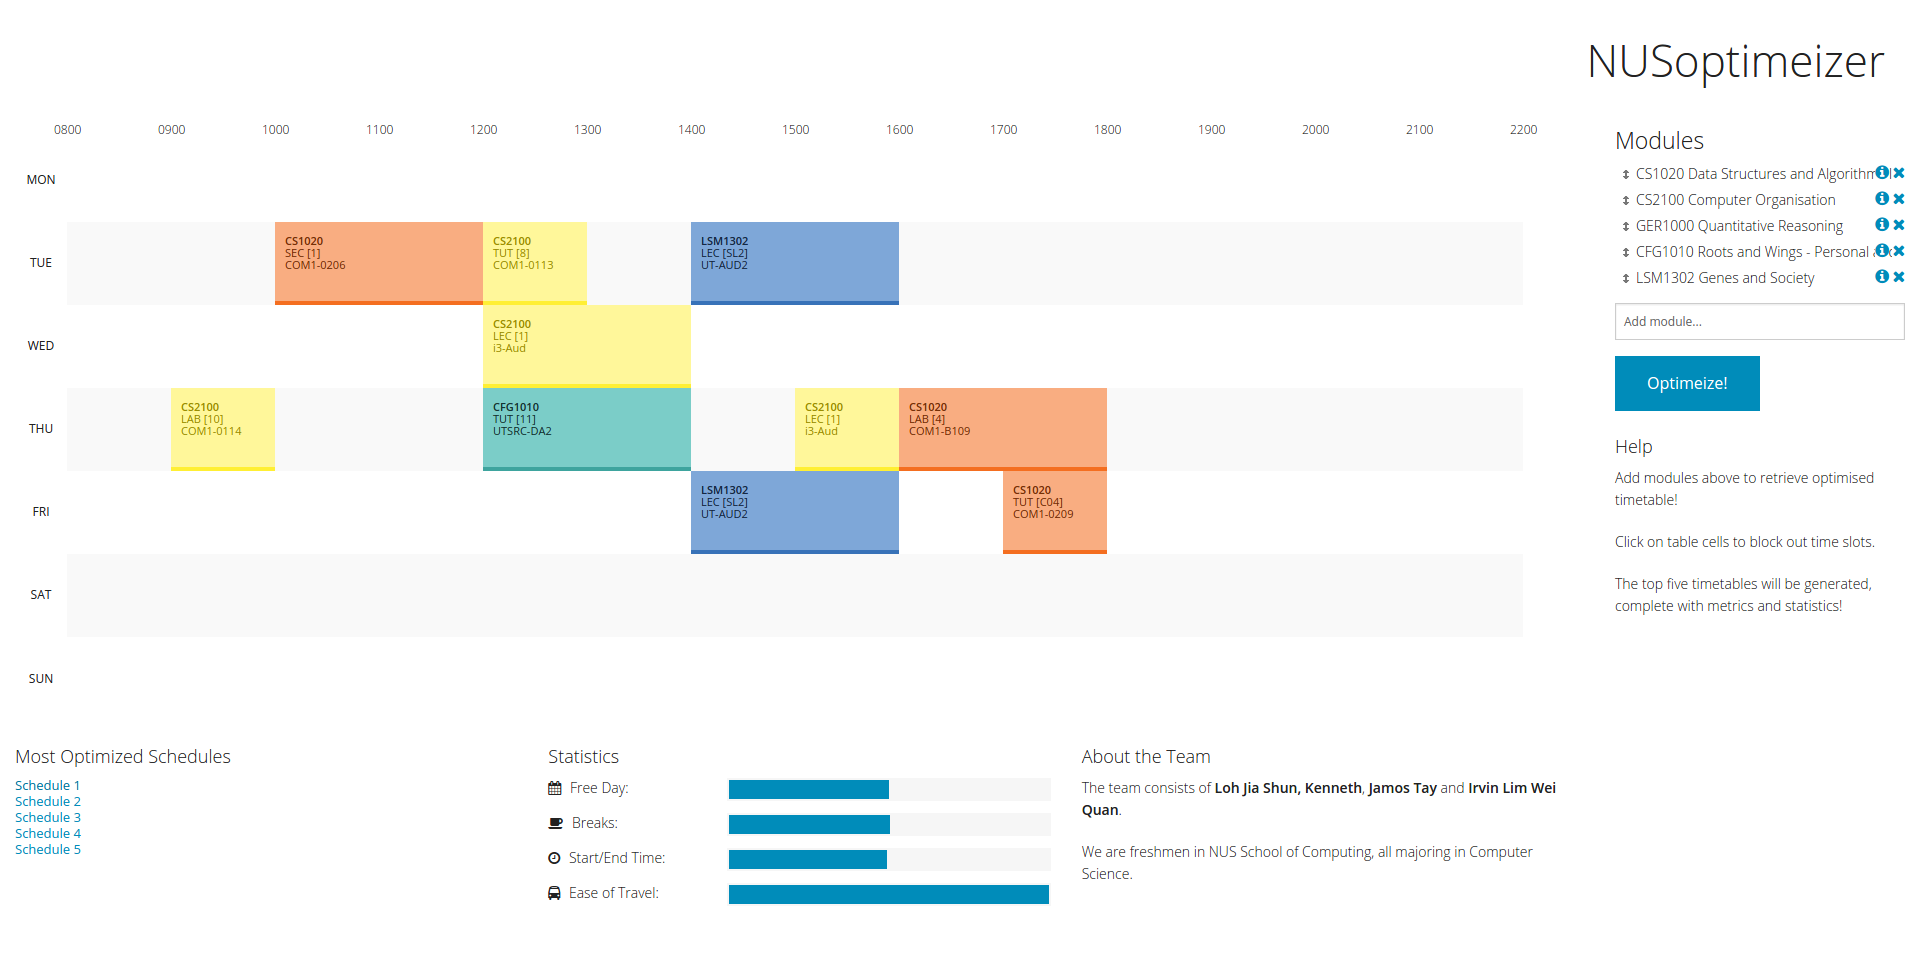 NUSoptimeizer
0800 0900 1000 1100 1200 1300 1400 1500 1600 1700 1800 1900 2000 2100 2200
MON
TUE
CS1020
SEC [1]
COM1-0206
CS2100
TUT [8]
COM1-0113
LSM1302
LEC [SL2]
UT-AUD2
WED
CS2100
LEC [1]
i3-Aud
THU
CS2100
LAB [10]
COM1-0114
CFG1010
TUT [11]
UTSRC-DA2
CS2100
LEC [1]
i3-Aud
CS1020
LAB [4]
COM1-B109
FRI
LSM1302
LEC [SL2]
UT-AUD2
CS1020
TUT [C04]
COM1-0209
SAT
SUN
Modules
CS1020 Data Structures and Algorithm
CS2100 Computer Organisation
GER1000 Quantitative Reasoning
CFG1010 Roots and Wings - Personal
LSM1302 Genes and Society
Add module...
Optimeize!
Help
Add modules above to retrieve optimised
timetable!
Click on table cells to block out time slots.
The top five timetables will be generated,
complete with metrics and statistics!
Most Optimized Schedules
Schedule 1
Schedule 2
Schedule 3
Schedule 4
Schedule 5
Statistics
Free Day:
Breaks:
Start/End Time:
Ease of Travel:
About the Team
The team consists of Loh Jia Shun, Kenneth, Jamos Tay and Irvin Lim Wei
Quan.
We are freshmen in NUS School of Computing, all majoring in Computer
Science.